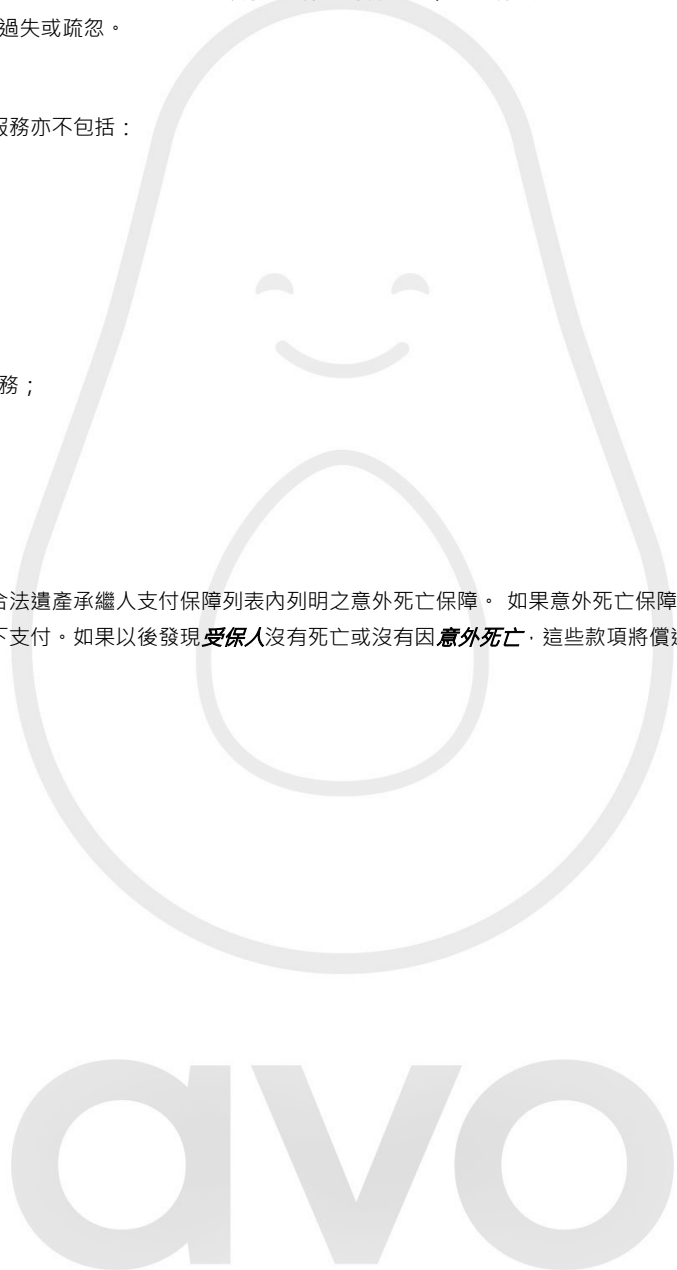 過失或疏忽。
服務亦不包括：
務；
合法遺產承繼人支付保障列表內列明之意外死亡保障。 如果意外死亡保障
下支付。如果以後發現受保人沒有死亡或沒有因意外死亡，這些款項將償
avo